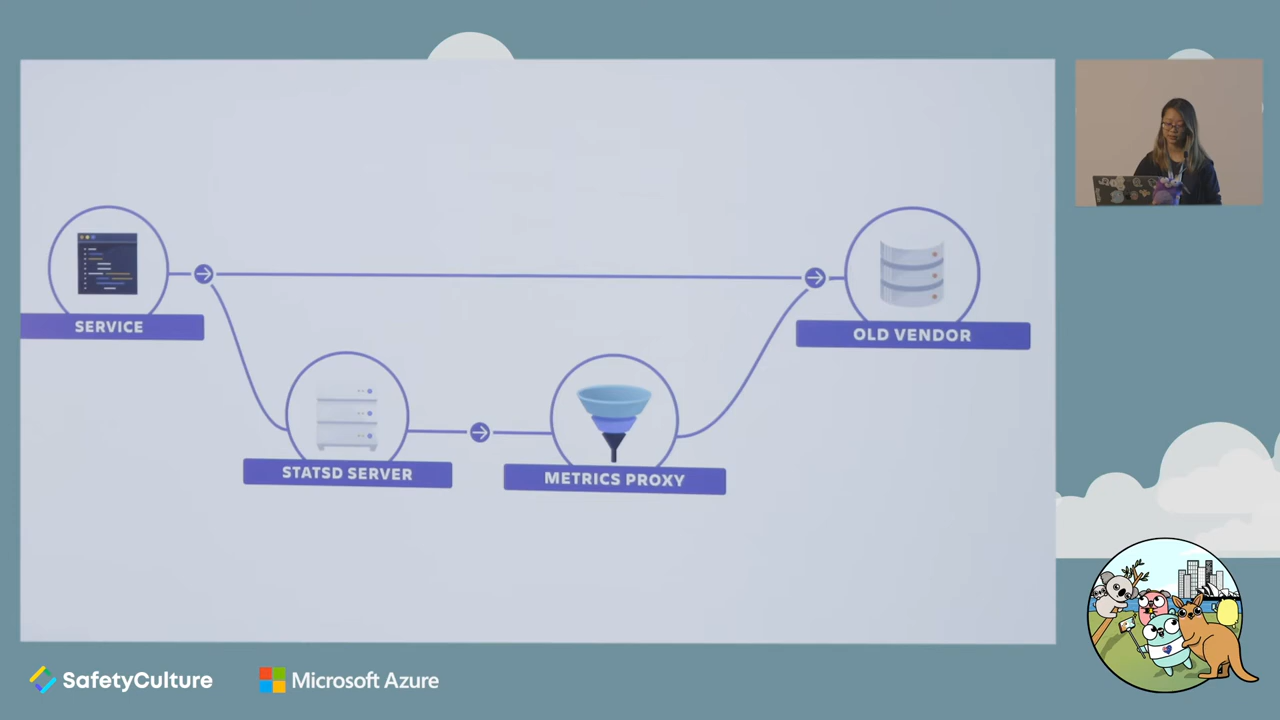 SERVICE
OLD VENDOR
STATSD SERVER
METRICS PROXY
SafetyCulture
Microsoft Azure